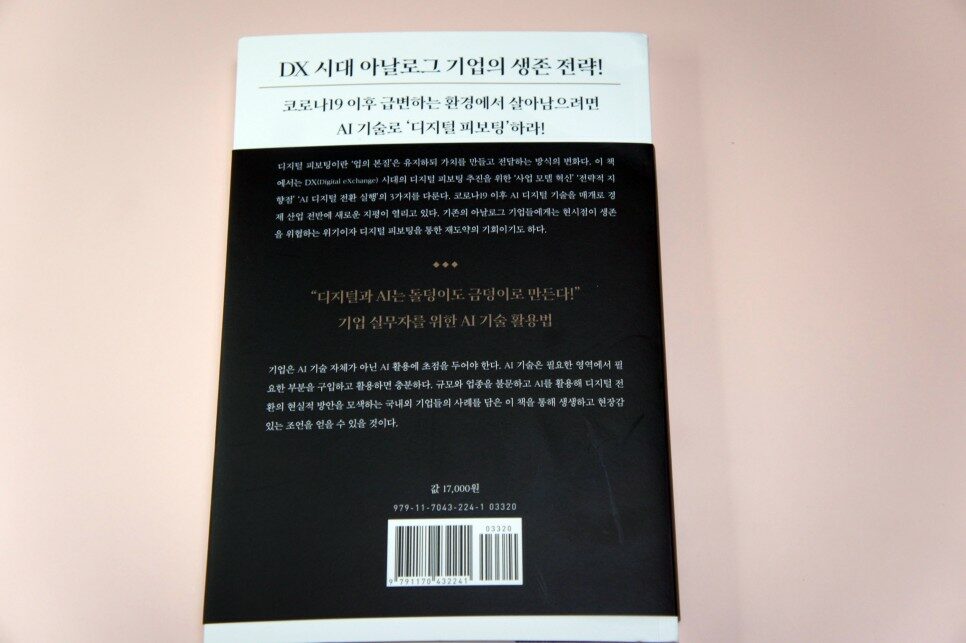 DX 시대 아날로그 기업의 생존 전략!
코로나19 이후 급변하는 환경에서 살아남으려면
AI 기술로 ‘디지털 피보팅’하라!
디지털 피보팅이란 ‘업의 본질’은 유지하되 가치를 만들고 전달하는 방식의 변화다. 이 책
에서는 DX(Digital eXchange) 시대의 디지털 피보팅 추진을 위한 ‘사업 모델 혁신’ ‘전략적 지
향점’ ‘AI 디지털 전환 실행’의 3가지를 다룬다. 코로나19 이후 AI 디지털 기술을 매개로 경
제 산업 전반에 새로운 지평이 열리고 있다. 기존의 아날로그 기업들에게는 현시점이 생존
을 위협하는 위기이자 디지털 피보팅을 통한 재도약의 기회이기도 하다.
“디지털과 AI는 돌덩이도 금덩이로 만든다!”
기업 실무자를 위한 AI 기술 활용법
기업은 AI 기술 자체가 아닌 AI 활용에 초점을 두어야 한다. AI 기술은 필요한 영역에서 필
요한 부분을 구입하고 활용하면 충분하다. 규모와 업종을 불문하고 AI를 활용해 디지털 전
환의 현실적 방안을 모색하는 국내외 기업들의 사례를 담은 이 책을 통해 생생하고 현장감
있는 조언을 얻을 수 있을 것이다.
값 17,000원
979-11-7043-224-1 03320
03320
9 791170 432241